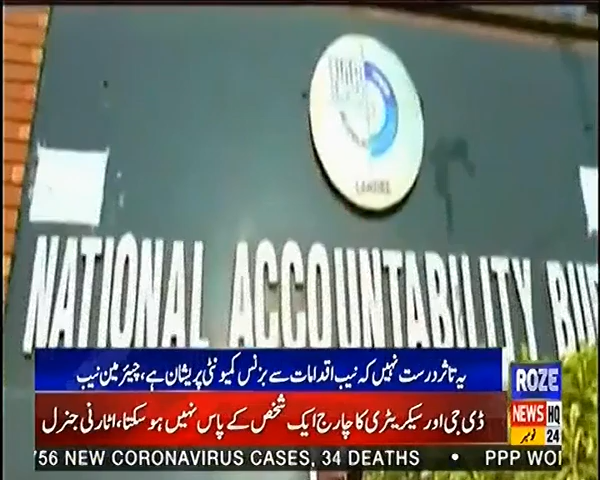 LAHORE
NATIONAL ACCOUNTABILITY BU
یہ تاثر درست نہیں کہ نیب اقدامات سے بزنس کمیونٹی پریشان ہے، چیئرمین نیب
ڈی جی اور سیکریٹری کا چارج ایک شخص کے پاس نہیں ہو سکتا، اٹارنی جنرل
ROZE
NEWS HQ
24 نومبر
756 NEW CORONAVIRUS CASES, 34 DEATHS • PPP WO